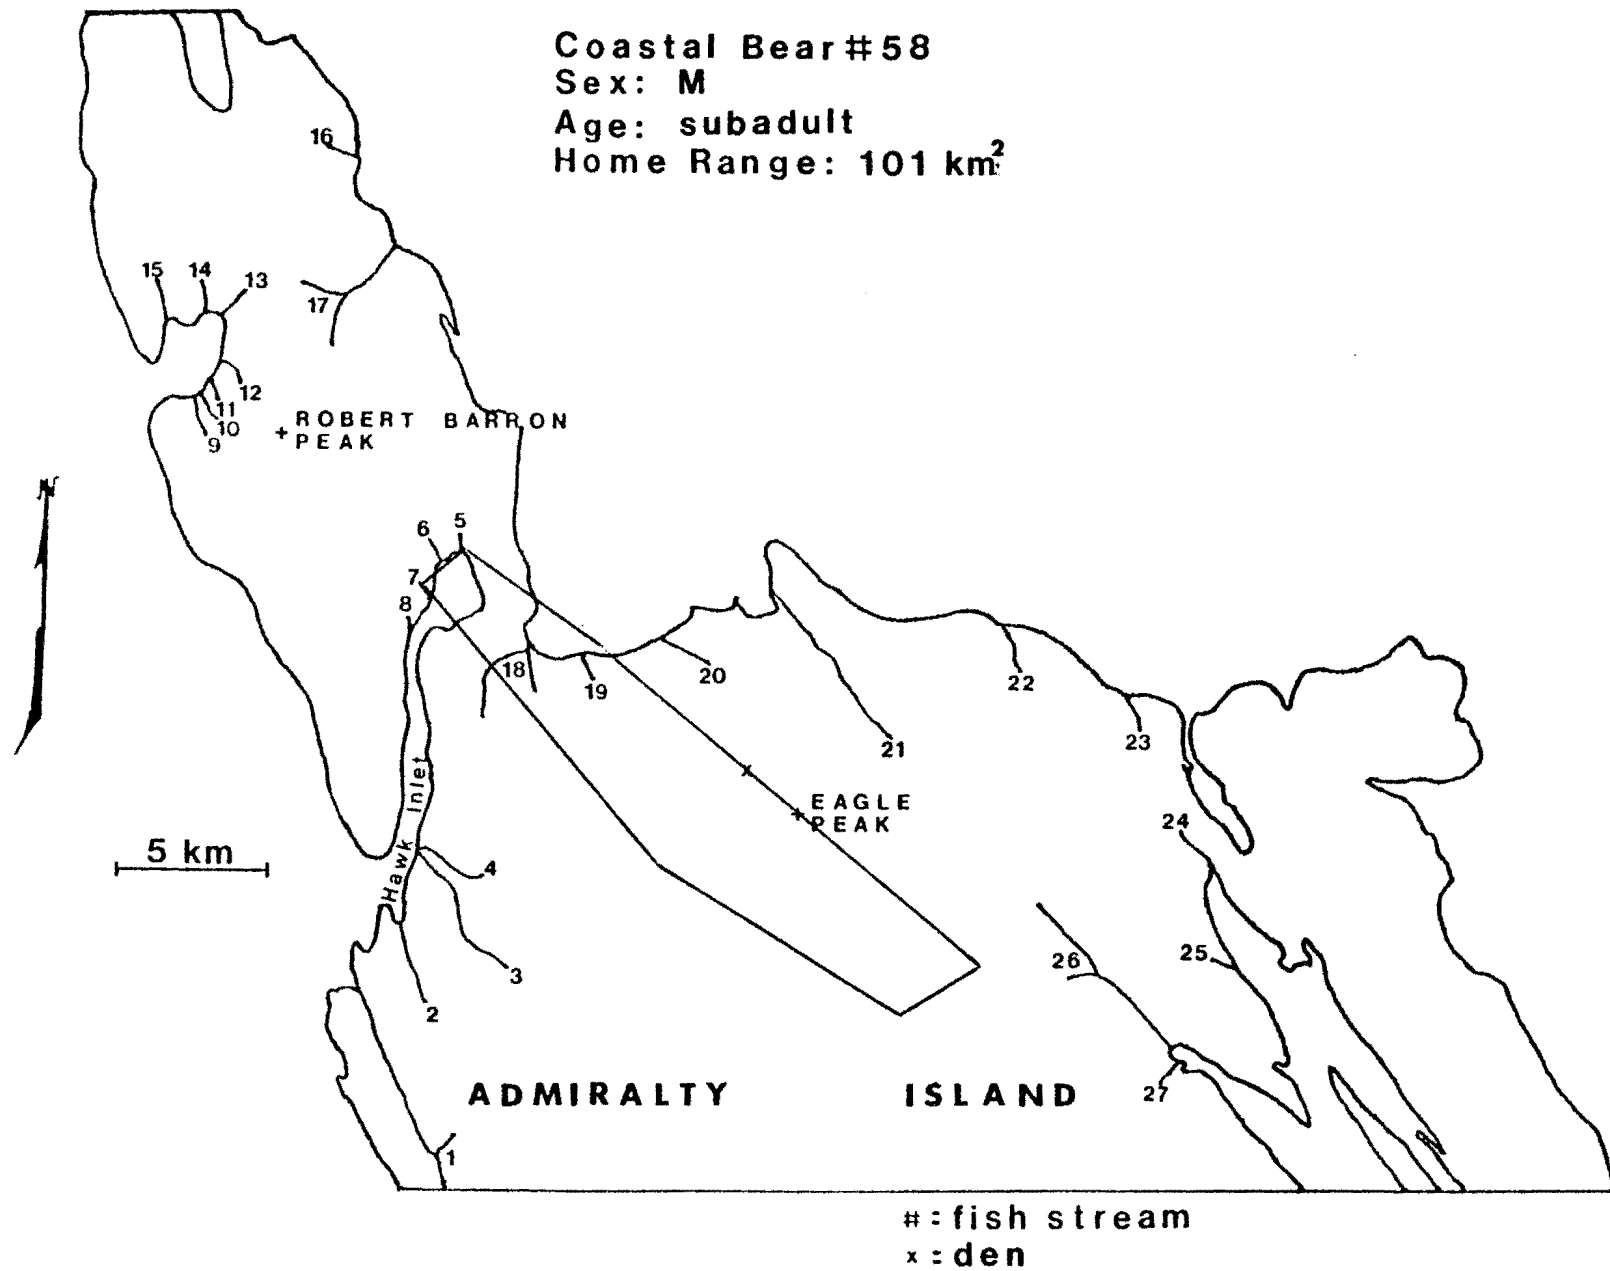 Coastal Bear #58
Sex: M
Age: subadult
Home Range: 101 km²
16
15
14
13
17
12
11
10
9
+ ROBERT BARRON
PEAK
N
6
5
7
8
18
19
20
21
22
23
24
+ EAGLE
PEAK
Hawk Inlet
5 km
4
3
2
25
26
27
ADMIRALTY ISLAND
1
#: fish stream
x: den